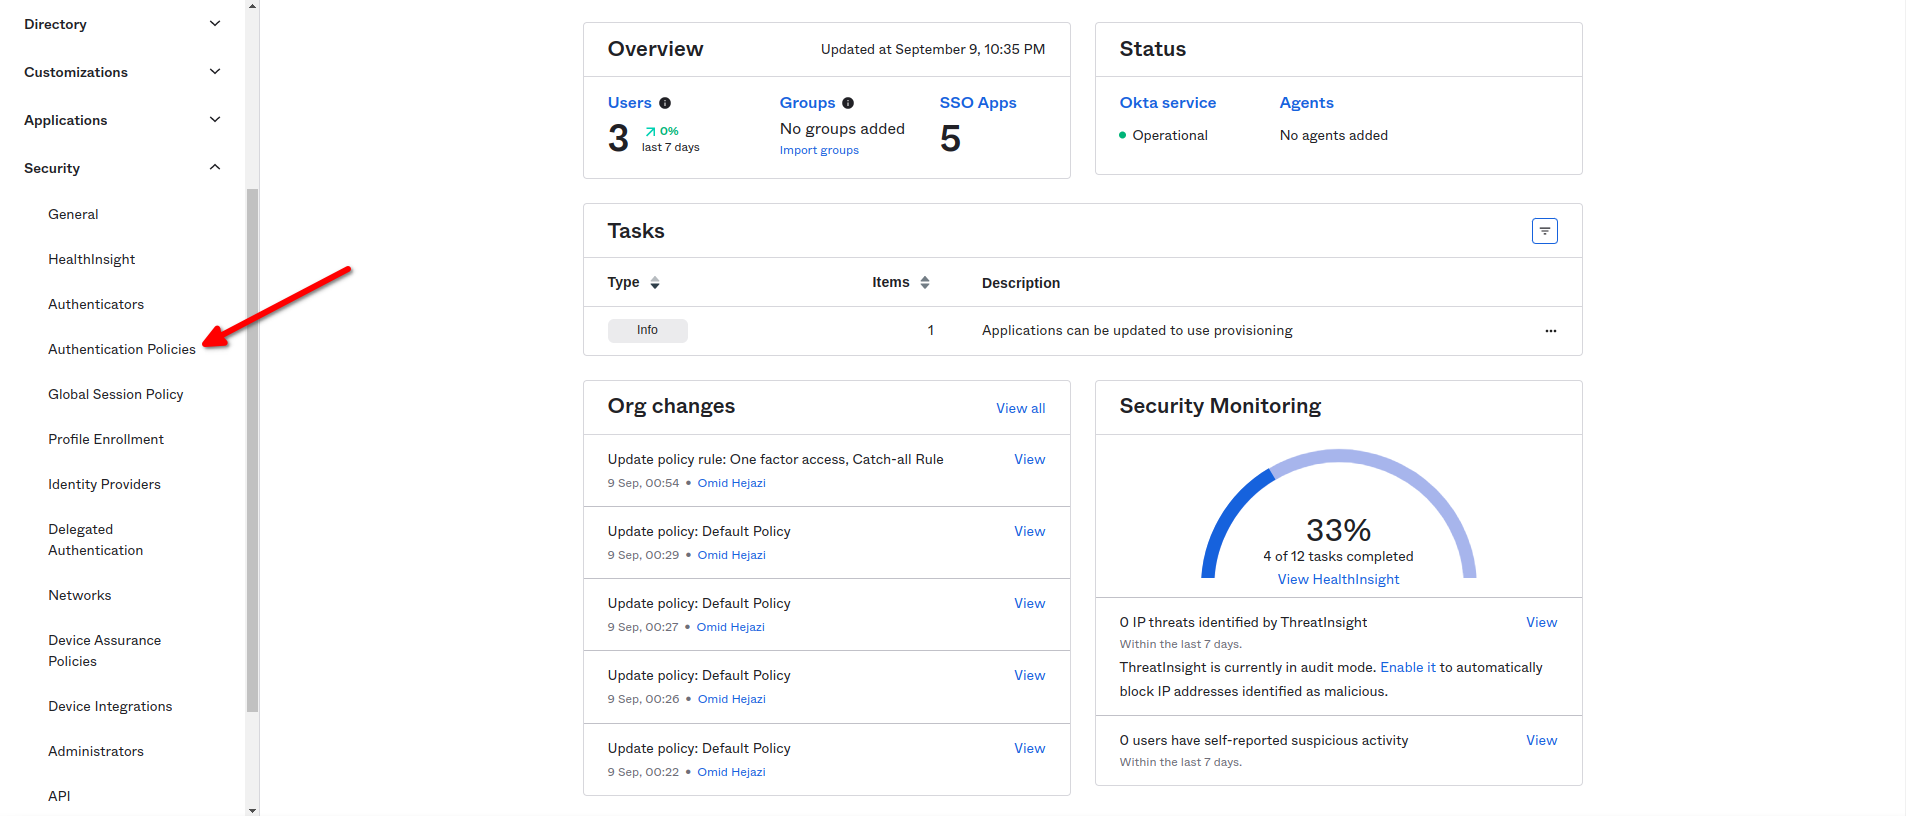 Directory
Customizations
Applications
Security
General
HealthInsight
Authenticators
Authentication Policies
Global Session Policy
Profile Enrollment
Identity Providers
Delegated
Authentication
Networks
Device Assurance
Policies
Device Integrations
Administrators
API
Overview Updated at September 9, 10:35 PM
Users Groups SSO Apps
3 0% last 7 days
No groups added
Import groups
5
Status
Okta service Agents
Operational No agents added
Tasks
Type Items Description
Info 1 Applications can be updated to use provisioning ...
Org changes View all
Update policy rule: One factor access, Catch-all Rule View
9 Sep, 00:54 • Omid Hejazi
Update policy: Default Policy View
9 Sep, 00:29 • Omid Hejazi
Update policy: Default Policy View
9 Sep, 00:27 • Omid Hejazi
Update policy: Default Policy View
9 Sep, 00:26 • Omid Hejazi
Update policy: Default Policy View
9 Sep, 00:22 • Omid Hejazi
Security Monitoring
33%
4 of 12 tasks completed
View HealthInsight
0 IP threats identified by ThreatInsight View
Within the last 7 days.
ThreatInsight is currently in audit mode. Enable it to automatically
block IP addresses identified as malicious.
0 users have self-reported suspicious activity View
Within the last 7 days.